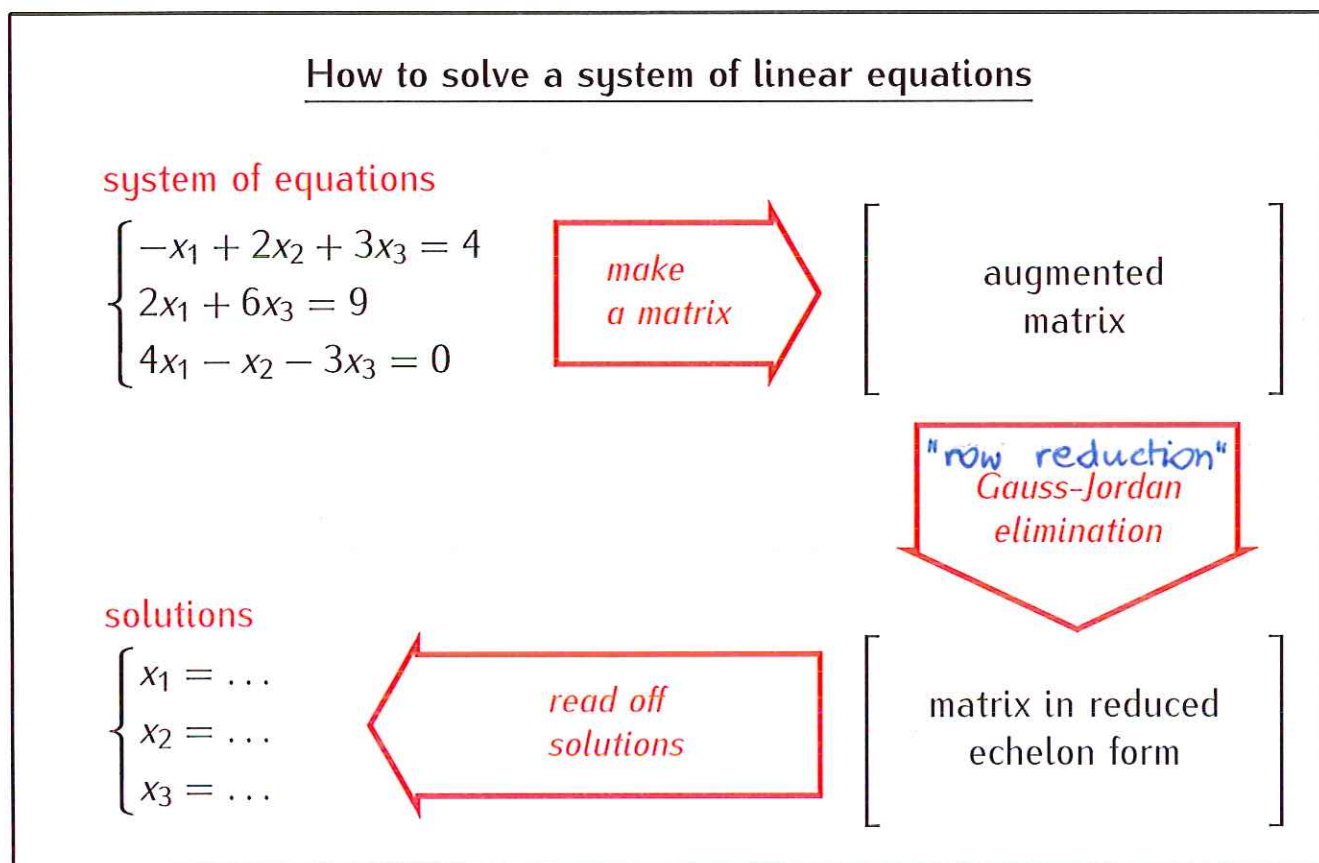 How to solve a system of linear equations
system of equations
−x₁ + 2x₂ + 3x₃ = 4
2x₁ + 6x₃ = 9
4x₁ − x₂ − 3x₃ = 0
make
a matrix
augmented
matrix
"row reduction"
Gauss-Jordan
elimination
matrix in reduced
echelon form
read off
solutions
solutions
x₁ = ...
x₂ = ...
x₃ = ...